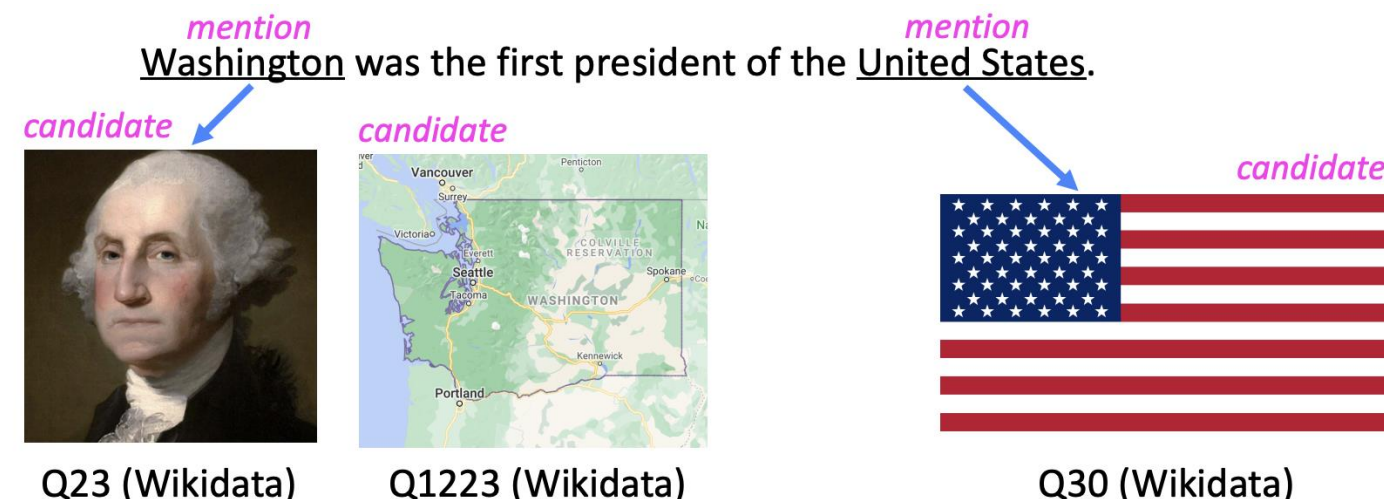 mention mention
Washington was the first president of the United States.
candidate candidate candidate
Vancouver
Penticton
Surrey
Victoria
Everett
COLVILLE
RESERVATION
Seattle
Spokane
Tacoma
WASHINGTON
Kennewick
Portland
Q23 (Wikidata) Q1223 (Wikidata) Q30 (Wikidata)